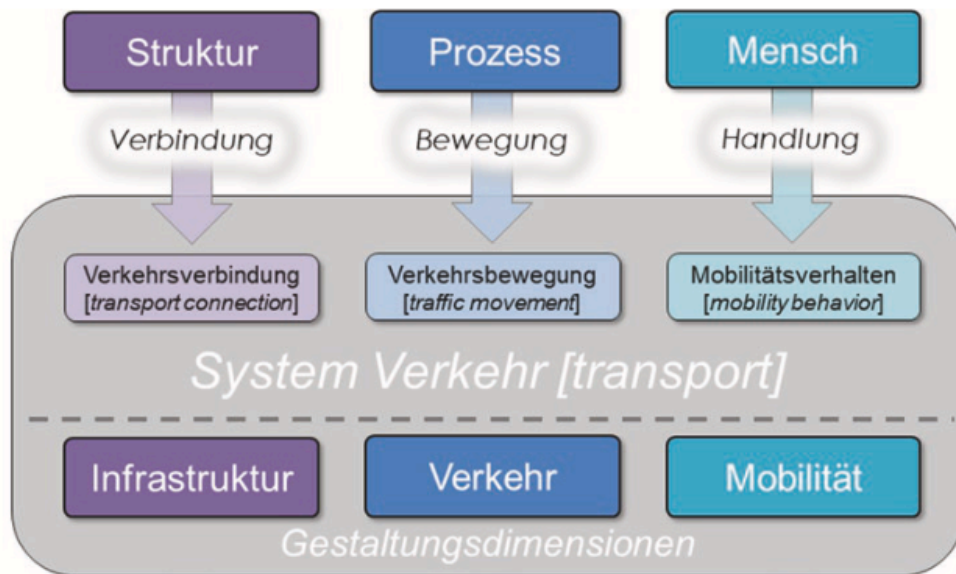 Struktur
Prozess
Mensch
Verbindung
Bewegung
Handlung
Verkehrsverbindung
[transport connection]
Verkehrsbewegung
[traffic movement]
Mobilitätsverhalten
[mobility behavior]
System Verkehr [transport]
Infrastruktur
Verkehr
Mobilität
Gestaltungsdimensionen